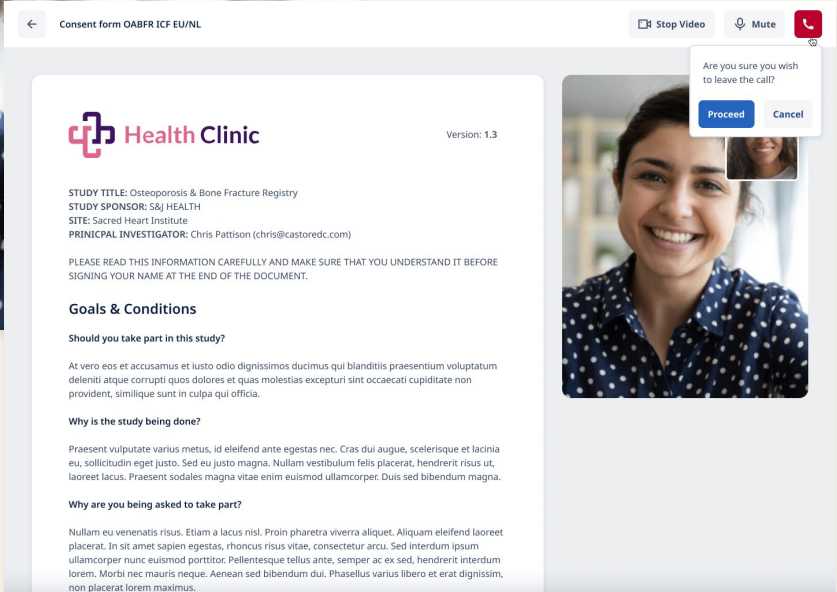 Consent form OABFR ICF EU/NL
Stop Video
Mute
Are you sure you wish
to leave the call?
Proceed
Cancel
Health Clinic
Version: 1.3
STUDY TITLE: Osteoporosis & Bone Fracture Registry
STUDY SPONSOR: S&J HEALTH
SITE: Sacred Heart Institute
PRINICPAL INVESTIGATOR: Chris Pattison (chris@castoredc.com)
PLEASE READ THIS INFORMATION CAREFULLY AND MAKE SURE THAT YOU UNDERSTAND IT BEFORE
SIGNING YOUR NAME AT THE END OF THE DOCUMENT.
Goals & Conditions
Should you take part in this study?
At vero eos et accusamus et iusto odio dignissimos ducimus qui blanditiis praesentium voluptatum
deleniti atque corrupti quos dolores et quas molestias excepturi sint occaecati cupiditate non
provident, similique sunt in culpa qui officia.
Why is the study being done?
Praesent vulputate varius metus, id eleifend ante egestas nec. Cras dui augue, scelerisque et lacinia
eu, sollicitudin eget justo. Sed eu justo magna. Nullam vestibulum felis placerat, hendrerit risus ut,
laoreet lacus. Praesent sodales magna vitae enim euismod ullamcorper. Duis sed bibendum magna.
Why are you being asked to take part?
Nullam eu venenatis risus. Etiam a lacus nisl. Proin pharetra viverra aliquet. Aliquam eleifend laoreet
placerat. In sit amet sapien egestas, rhoncus risus vitae, consectetur arcu. Sed interdum ipsum
ullamcorper nunc euismod porttitor. Pellentesque tellus ante, semper ac ex sed, hendrerit interdum
lorem. Morbi nec mauris neque. Aenean sed bibendum dui. Phasellus varius libero et erat dignissim,
non placerat lorem maximus.